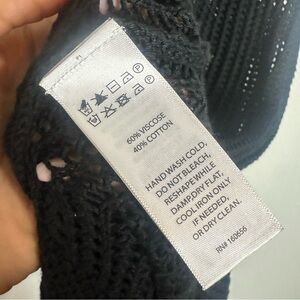 60% VISCOSE
40% COTTON
HAND WASH COLD,
DO NOT BLEACH,
RESHAPE WHILE
DAMP, DRY FLAT,
COOL IRON ONLY
IF NEEDED,
OR DRY CLEAN.
RN# 160656